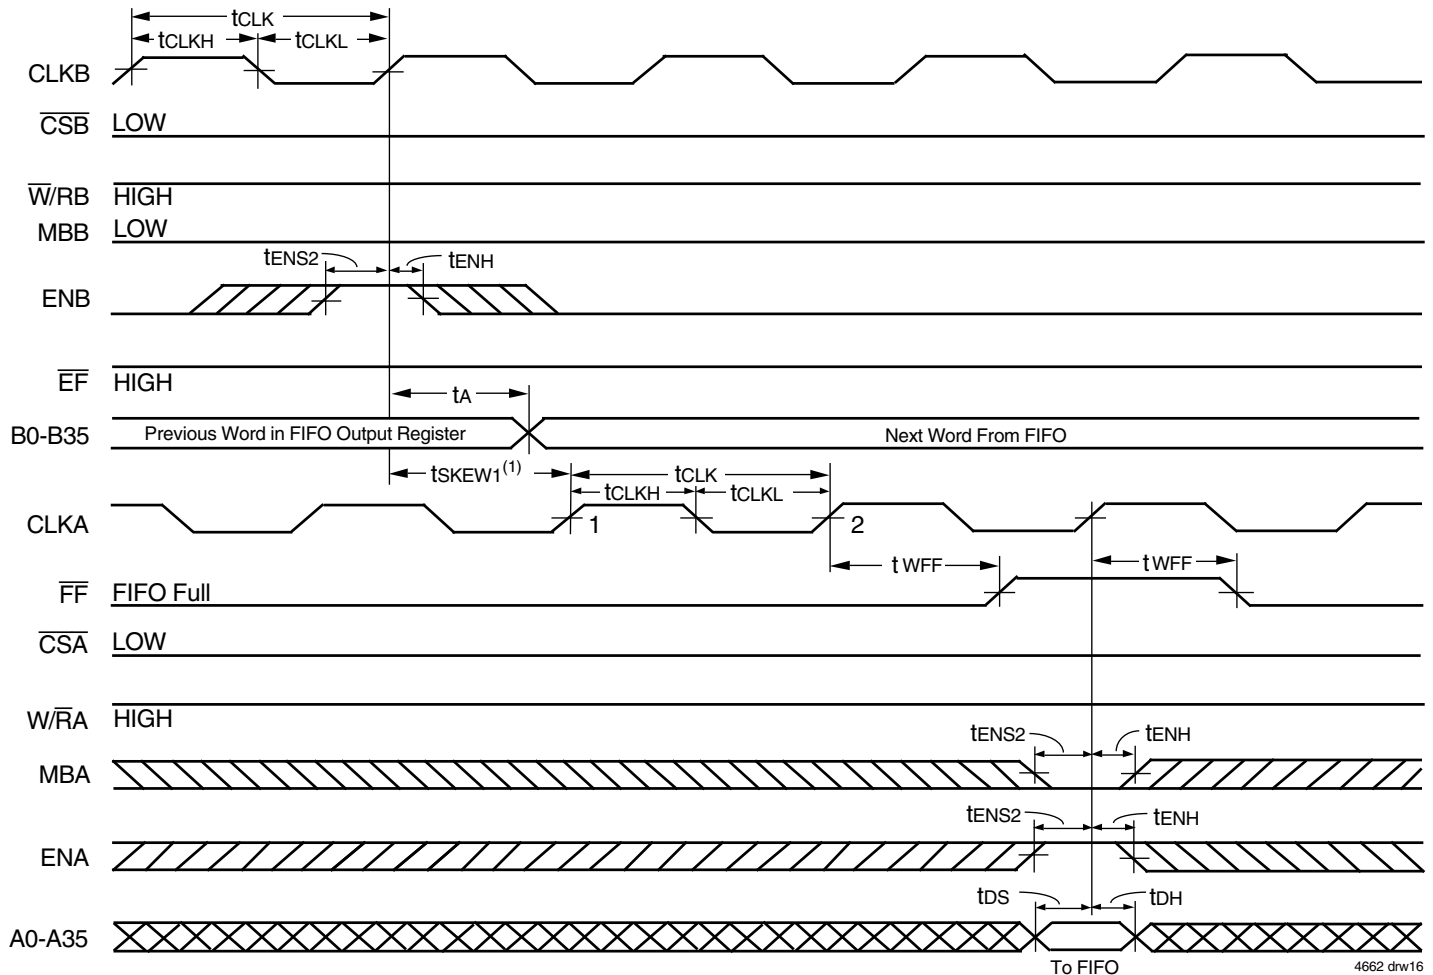 tCLK
tCLKH tCLKL
CLKB
CSB LOW
W/RB HIGH
MBB LOW
tENS2 tENH
ENB
EF HIGH
tA
B0-B35 Previous Word in FIFO Output Register Next Word From FIFO
tSKEW1(1) tCLK
tCLKH tCLKL
CLKA 1 2
tWFF tWFF
FF FIFO Full
CSA LOW
W/RA HIGH
tENS2 tENH
MBA
tENS2 tENH
ENA
tDS tDH
A0-A35
To FIFO
4662 drw16